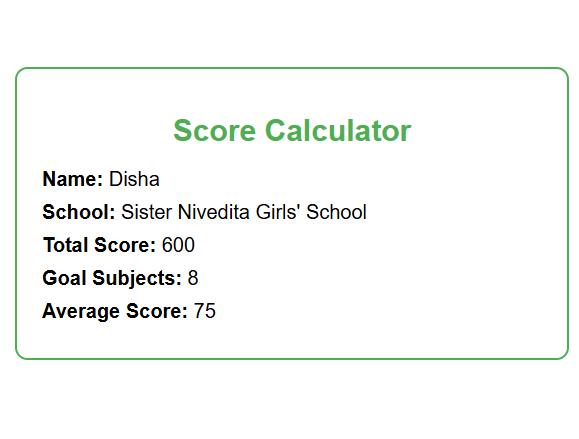 Score Calculator
Name: Disha
School: Sister Nivedita Girls' School
Total Score: 600
Goal Subjects: 8
Average Score: 75